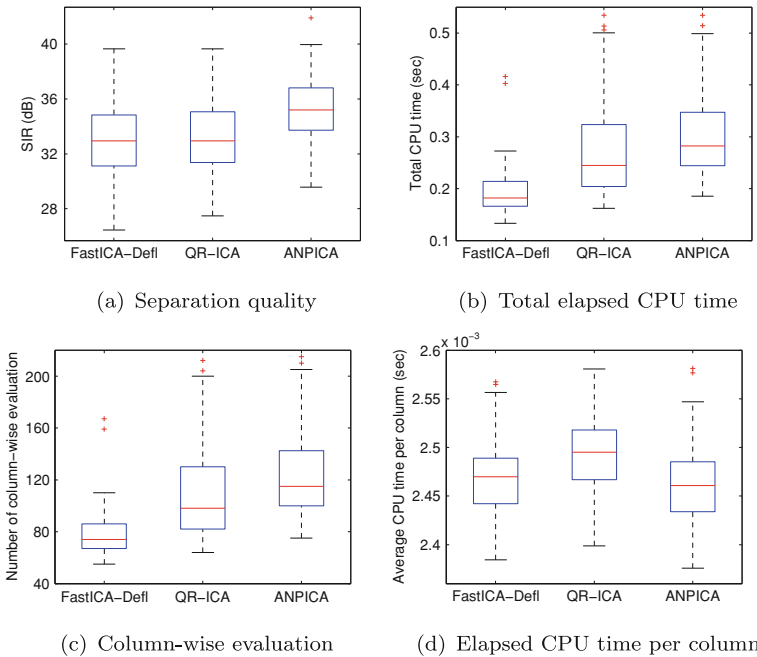 40
36
32
28
SIR (dB)
FastICA−Defl QR−ICA ANPICA
(a) Separation quality
0.5
0.4
0.3
0.2
0.1
Total CPU time (sec)
FastICA−Defl QR−ICA ANPICA
(b) Total elapsed CPU time
200
160
120
80
40
Number of column−wise evaluation
FastICA−Defl QR−ICA ANPICA
(c) Column-wise evaluation
x 10⁻³
2.6
2.55
2.5
2.45
2.4
Average CPU time per column (sec)
FastICA−Defl QR−ICA ANPICA
(d) Elapsed CPU time per column